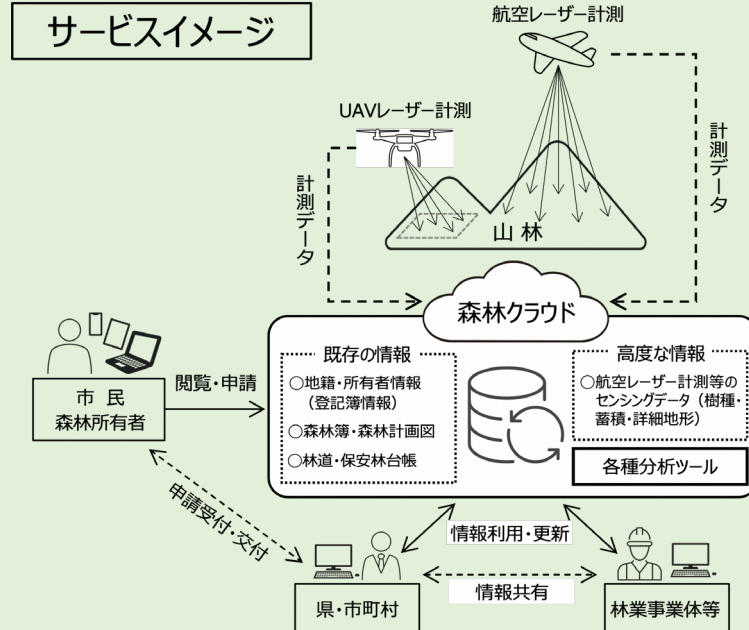 サービスイメージ
航空レーザー計測
UAVレーザー計測
計測データ
計測データ
山林
森林クラウド
既存の情報
○地籍・所有者情報
（登記簿情報）
○森林簿・森林計画図
○林道・保安林台帳
高度な情報
○航空レーザー計測等の
センシングデータ（樹種・
蓄積・詳細地形）
各種分析ツール
市民
森林所有者
閲覧・申請
申請受付・交付
情報利用・更新
県・市町村
情報共有
林業事業体等